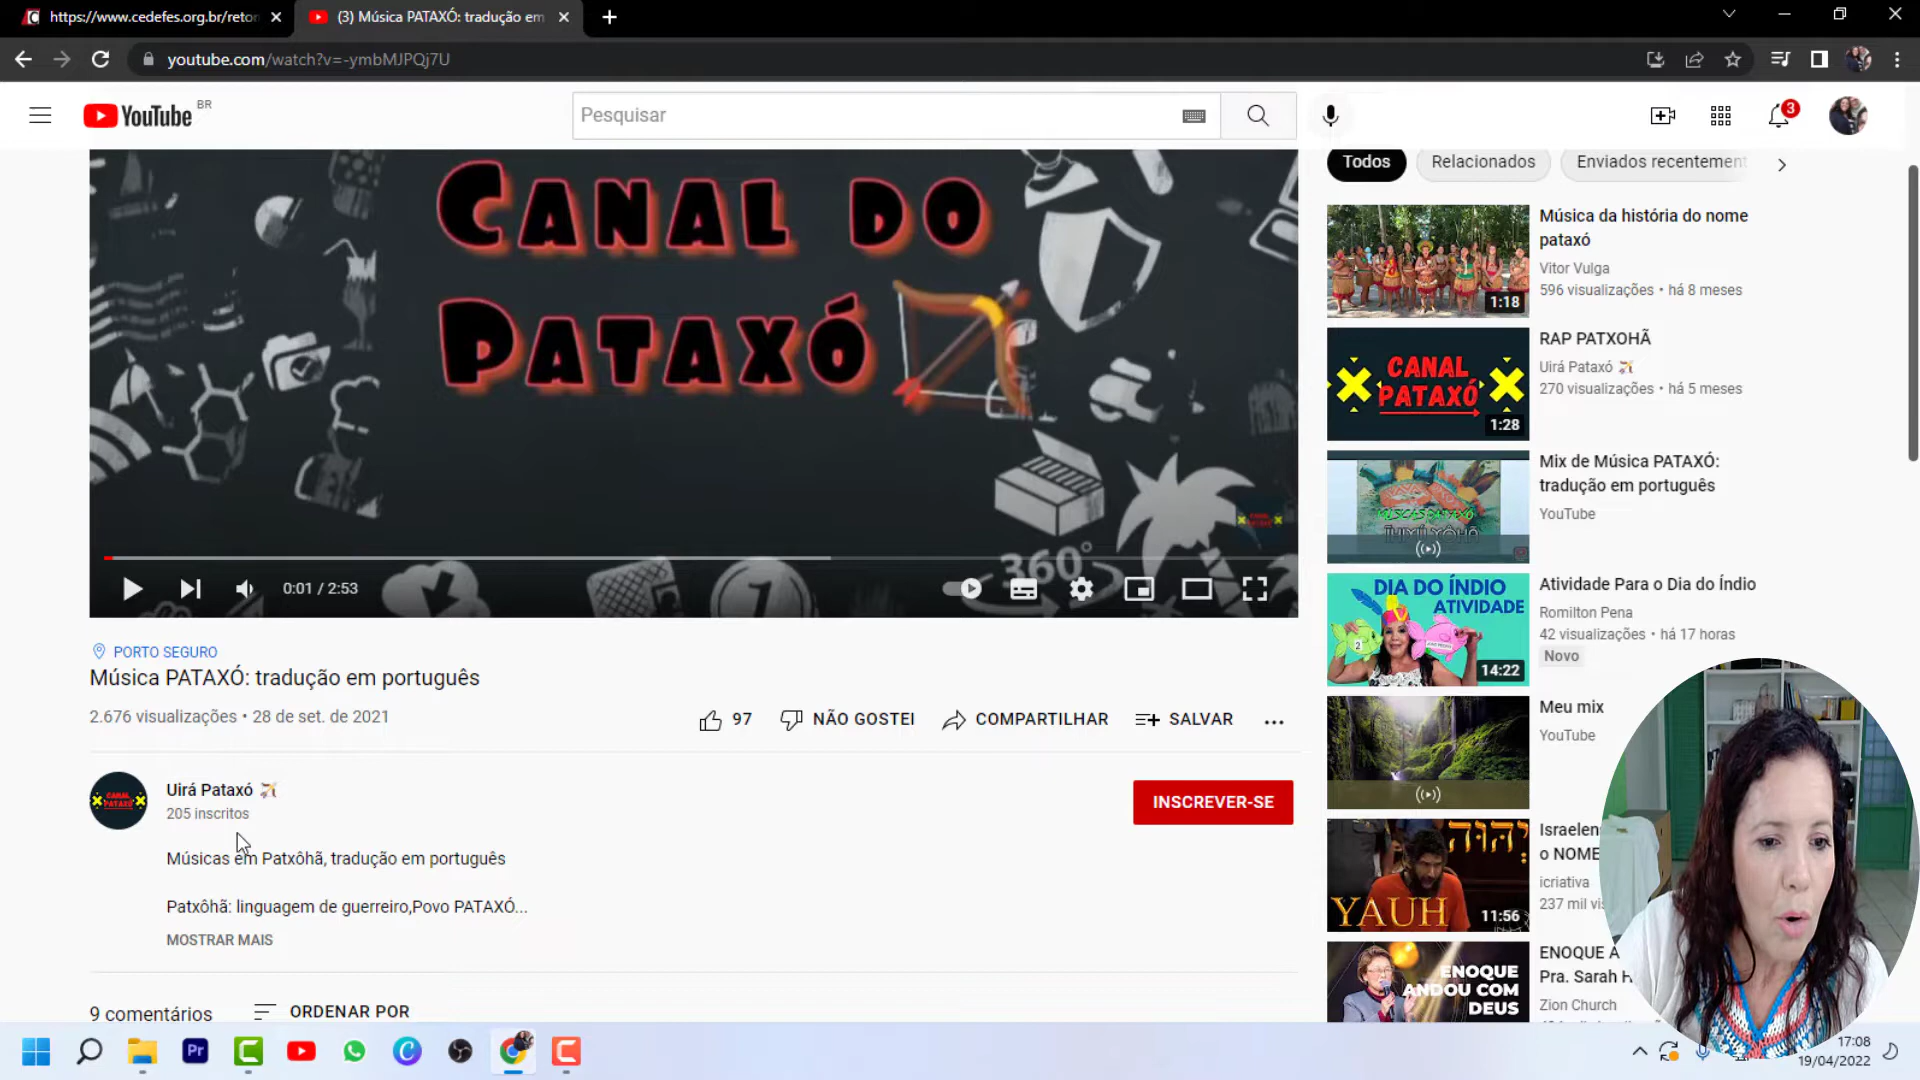 https://www.cedefes.org.br/reton
(3) Música PATAXÓ: tradução em
youtube.com/watch?v=-ymbMJPQj7U
YouTube BR
Pesquisar
3
CANAL DO
PATAXÓ
360°
0:01 / 2:53
PORTO SEGURO
Música PATAXÓ: tradução em português
2.676 visualizações • 28 de set. de 2021
97
NÃO GOSTEI
COMPARTILHAR
SALVAR
Uirá Pataxó
205 inscritos
INSCREVER-SE
Músicas em Patxôhã, tradução em português
Patxôhã: linguagem de guerreiro,Povo PATAXÓ...
MOSTRAR MAIS
9 comentários
ORDENAR POR
Todos
Relacionados
Enviados recentement
1:18
Música da história do nome
pataxó
Vitor Vulga
596 visualizações • há 8 meses
CANAL
PATAXÓ
1:28
RAP PATXOHÃ
Uirá Pataxó
270 visualizações • há 5 meses
Mix de Música PATAXÓ:
tradução em português
YouTube
DIA DO ÍNDIO
ATIVIDADE
2
14:22
Atividade Para o Dia do Índio
Romilton Pena
42 visualizações • há 17 horas
Novo
Meu mix
YouTube
יהוה
YAUH
11:56
Israelen
o NOME
icriativa
237 mil vis
ENOQUE
ANDOU COM
DEUS
ENOQUE A
Pra. Sarah H
Zion Church
Pr
17:08
19/04/2022